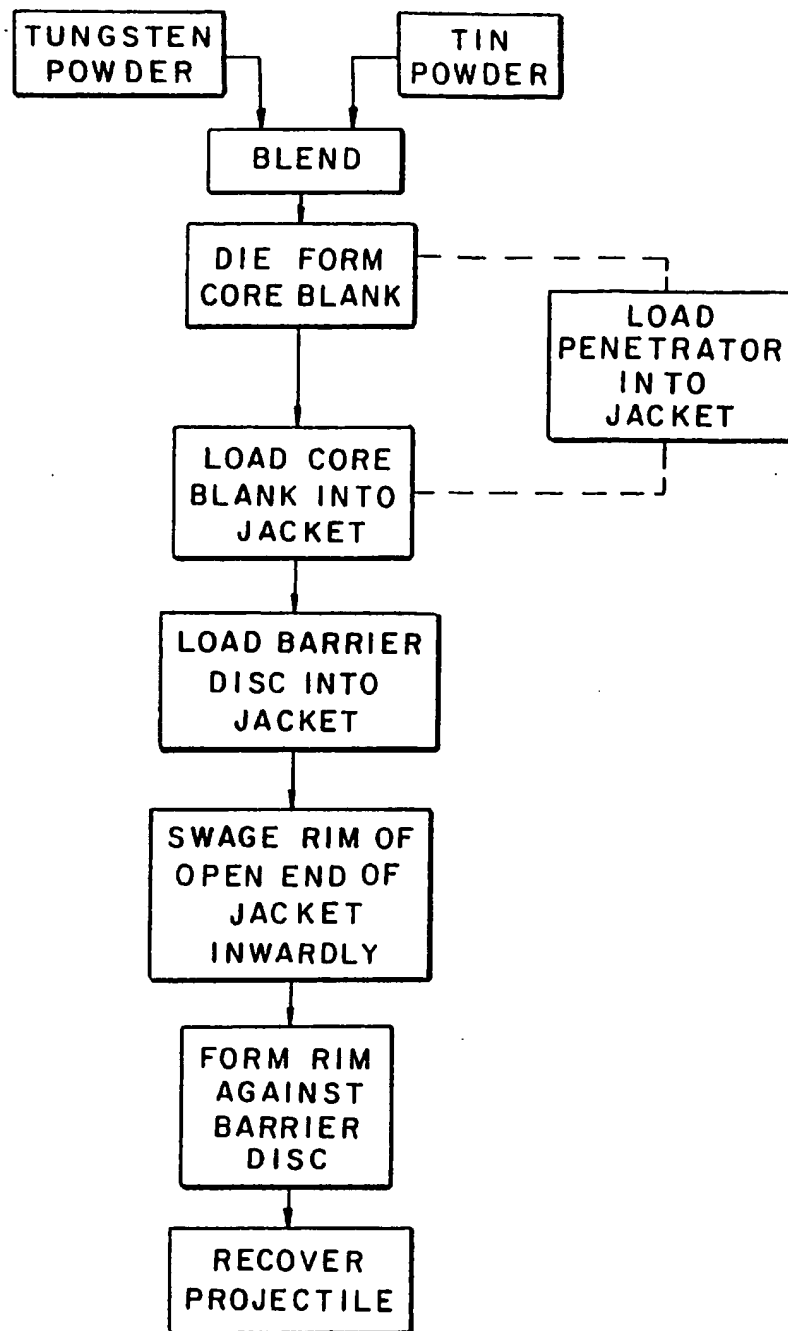 TUNGSTEN
POWDER
TIN
POWDER
BLEND
DIE FORM
CORE BLANK
LOAD
PENETRATOR
INTO
JACKET
LOAD CORE
BLANK INTO
JACKET
LOAD BARRIER
DISC INTO
JACKET
SWAGE RIM OF
OPEN END OF
JACKET
INWARDLY
FORM RIM
AGAINST
BARRIER
DISC
RECOVER
PROJECTILE